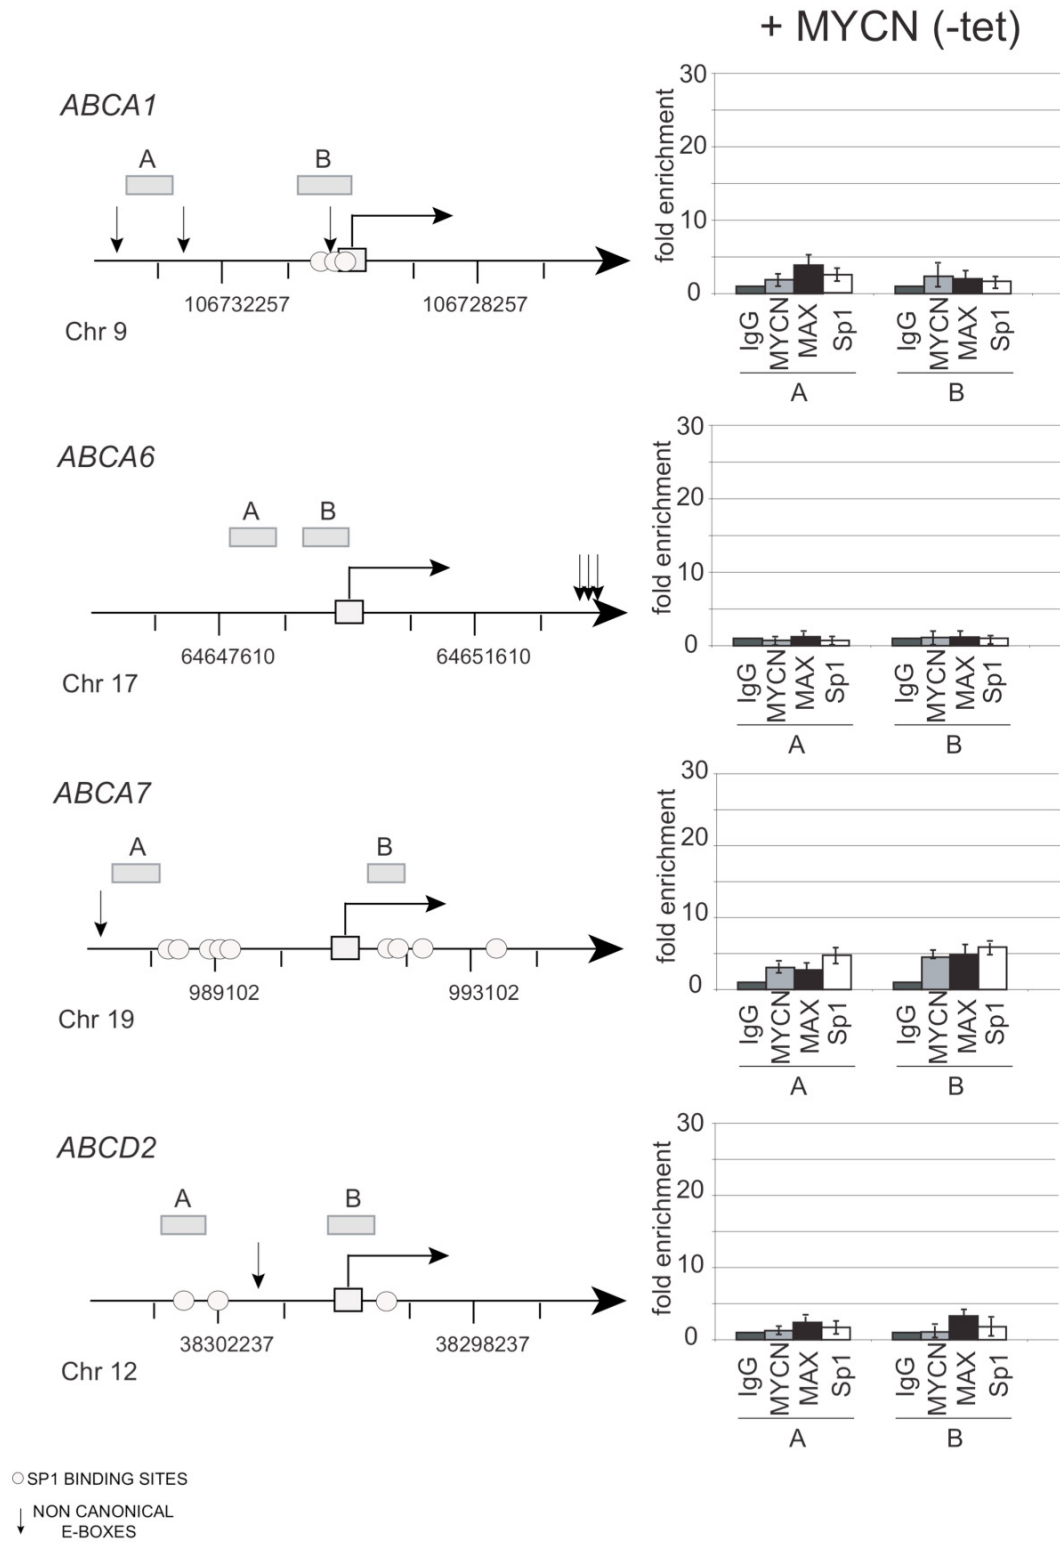 + MYCN (-tet)
ABCA1
A
B
106732257
106728257
Chr 9
fold enrichment
30
20
10
0
IgG
MYCN
MAX
Sp1
IgG
MYCN
MAX
Sp1
A
B
ABCA6
A
B
64647610
64651610
Chr 17
fold enrichment
30
20
10
0
IgG
MYCN
MAX
Sp1
IgG
MYCN
MAX
Sp1
A
B
ABCA7
A
B
989102
993102
Chr 19
fold enrichment
30
20
10
0
IgG
MYCN
MAX
Sp1
IgG
MYCN
MAX
Sp1
A
B
ABCD2
A
B
38302237
38298237
Chr 12
fold enrichment
30
20
10
0
IgG
MYCN
MAX
Sp1
IgG
MYCN
MAX
Sp1
A
B
SP1 BINDING SITES
NON CANONICAL
E-BOXES